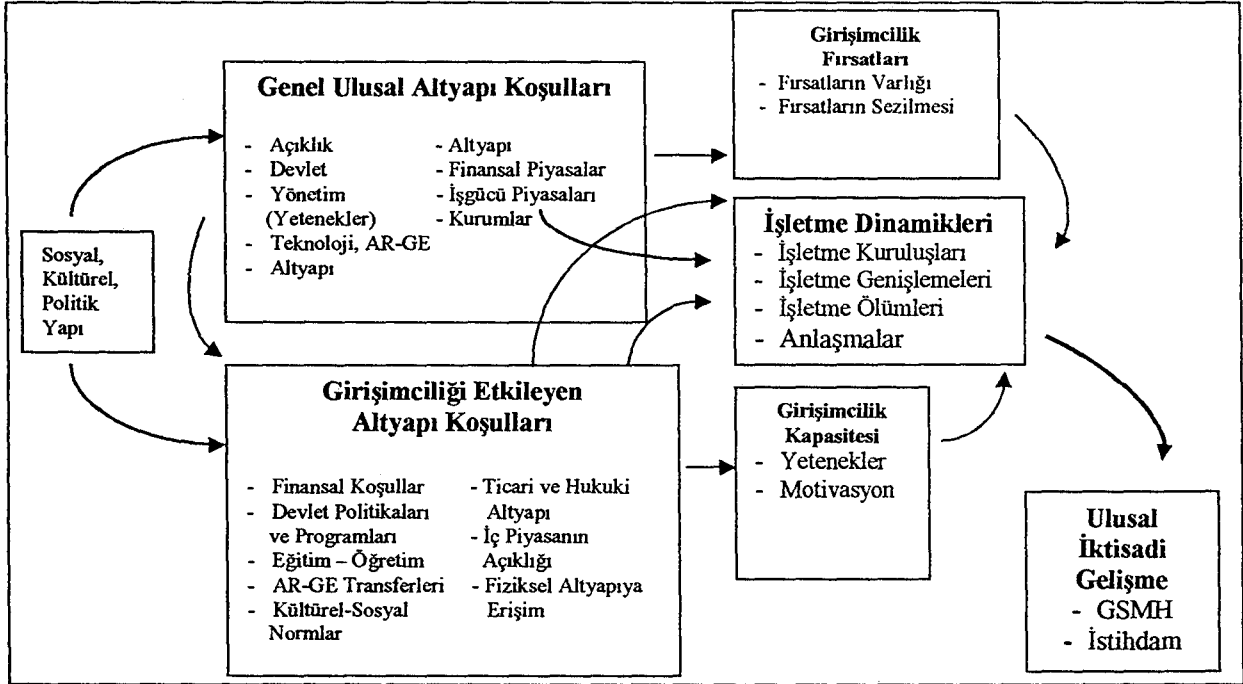 Sosyal,
Kültürel,
Politik
Yapı
Genel Ulusal Altyapı Koşulları
- Açıklık
- Devlet
- Yönetim
(Yetenekler)
- Teknoloji, AR-GE
- Altyapı
- Altyapı
- Finansal Piyasalar
- İşgücü Piyasaları
- Kurumlar
Girişimciliği Etkileyen
Altyapı Koşulları
- Finansal Koşullar
- Devlet Politikaları
ve Programları
- Eğitim – Öğretim
- AR-GE Transferleri
- Kültürel-Sosyal
Normlar
- Ticari ve Hukuki
Altyapı
- İç Piyasanın
Açıklığı
- Fiziksel Altyapıya
Erişim
Girişimcilik
Fırsatları
- Fırsatların Varlığı
- Fırsatların Sezilmesi
İşletme Dinamikleri
- İşletme Kuruluşları
- İşletme Genişlemeleri
- İşletme Ölümleri
- Anlaşmalar
Girişimcilik
Kapasitesi
- Yetenekler
- Motivasyon
Ulusal
İktisadi
Gelişme
- GSMH
- İstihdam